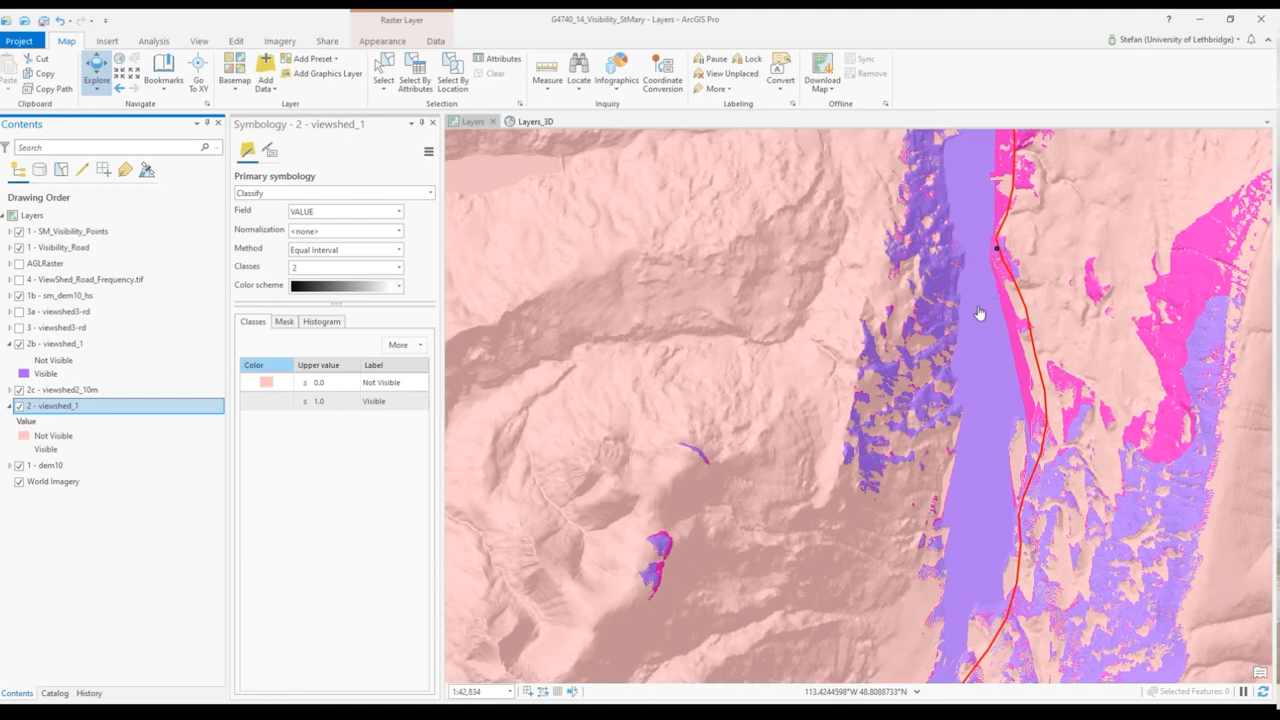 Raster Layer
G4740_14_Visibility_StMary - Layers - ArcGIS Pro
?
Project Map Insert Analysis View Edit Imagery Share Appearance Data
Stefan (University of Lethbridge)
Paste
Cut
Copy
Copy Path
Clipboard
Explore
Bookmarks
Go To XY
Navigate
Basemap
Add Data
Add Preset
Add Graphics Layer
Layer
Select
Select By Attributes
Select By Location
Attributes
Clear
Selection
Measure
Locate
Infographics
Coordinate Conversion
Inquiry
Pause
Lock
View Unplaced
More
Convert
Labeling
Download Map
Sync
Remove
Offline
Contents
Search
Drawing Order
Layers
1 - SM_Visibility_Points
1 - Visibility_Road
AGLRaster
4 - ViewShed_Road_Frequency.tif
1b - sm_dem10_hs
3a - viewshed3-rd
3 - viewshed3-rd
2b - viewshed_1
Not Visible
Visible
2c - viewshed2_10m
2 - viewshed_1
Value
Not Visible
Visible
1 - dem10
World Imagery
Contents Catalog History
Symbology - 2 - viewshed_1
Primary symbology
Classify
Field VALUE
Normalization <none>
Method Equal Interval
Classes 2
Color scheme
Classes Mask Histogram
More
Color Upper value Label
≤ 0.0 Not Visible
≤ 1.0 Visible
Layers Layers_3D
1:42,834
113.4244598°W 48.8088733°N
Selected Features: 0